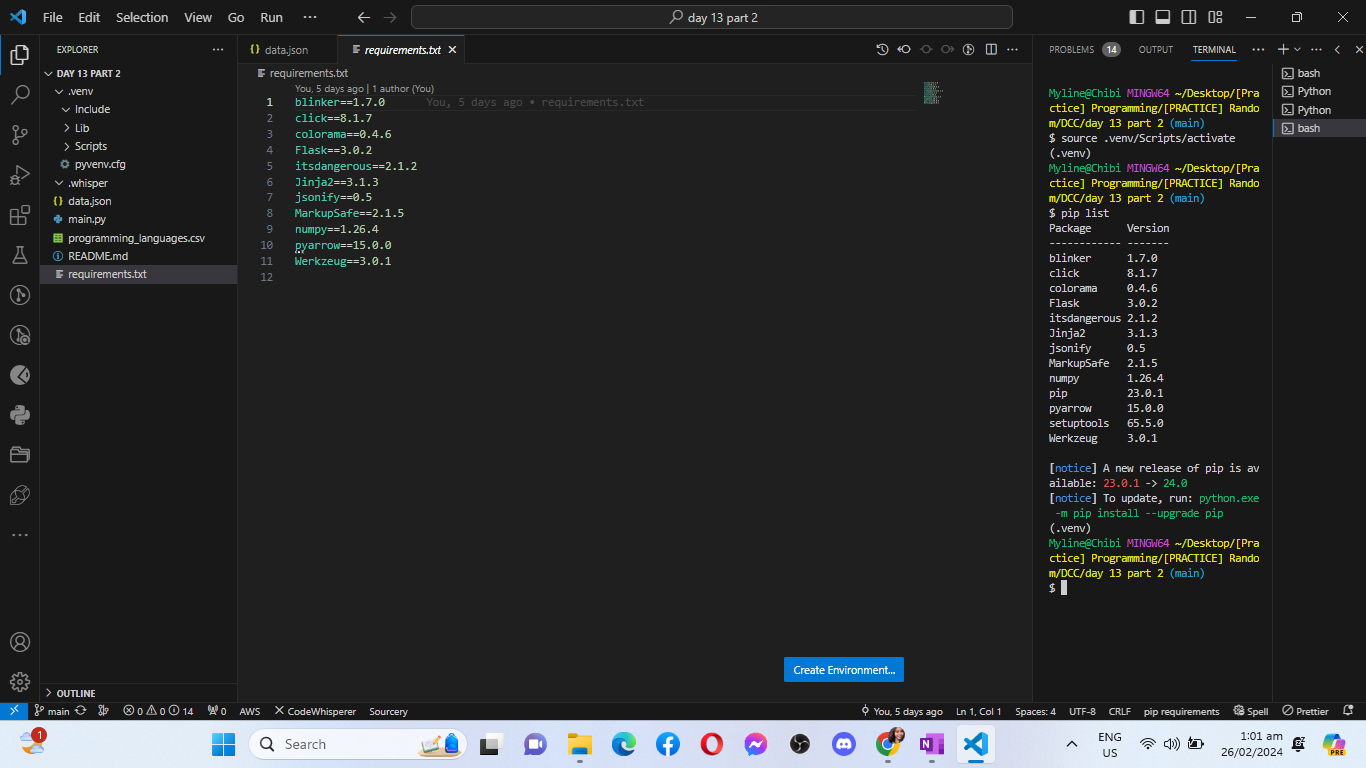 File Edit Selection View Go Run ··· day 13 part 2
EXPLORER ···
DAY 13 PART 2
.venv
Include
Lib
Scripts
pyvenv.cfg
.whisper
data.json
main.py
programming_languages.csv
README.md
requirements.txt
OUTLINE
data.json requirements.txt
requirements.txt
You, 5 days ago | 1 author (You)
1 blinker==1.7.0 You, 5 days ago • requirements.txt
2 click==8.1.7
3 colorama==0.4.6
4 Flask==3.0.2
5 itsdangerous==2.1.2
6 Jinja2==3.1.3
7 jsonify==0.5
8 MarkupSafe==2.1.5
9 numpy==1.26.4
10 pyarrow==15.0.0
11 Werkzeug==3.0.1
12
Create Environment...
PROBLEMS 14 OUTPUT TERMINAL ··· ···
Myline@Chibi MINGW64 ~/Desktop/[Pra
ctice] Programming/[PRACTICE] Rando
m/DCC/day 13 part 2 (main)
$ source .venv/Scripts/activate
(.venv)
Myline@Chibi MINGW64 ~/Desktop/[Pra
ctice] Programming/[PRACTICE] Rando
m/DCC/day 13 part 2 (main)
$ pip list
Package Version
------------ -------
blinker 1.7.0
click 8.1.7
colorama 0.4.6
Flask 3.0.2
itsdangerous 2.1.2
Jinja2 3.1.3
jsonify 0.5
MarkupSafe 2.1.5
numpy 1.26.4
pip 23.0.1
pyarrow 15.0.0
setuptools 65.5.0
Werkzeug 3.0.1
[notice] A new release of pip is av
ailable: 23.0.1 -> 24.0
[notice] To update, run: python.exe
-m pip install --upgrade pip
(.venv)
Myline@Chibi MINGW64 ~/Desktop/[Pra
ctice] Programming/[PRACTICE] Rando
m/DCC/day 13 part 2 (main)
$
bash
Python
Python
bash
main 0 0 14 0 AWS CodeWhisperer Sourcery You, 5 days ago Ln 1, Col 1 Spaces: 4 UTF-8 CRLF pip requirements Spell Prettier
1 Search ENG
US 1:01 am
26/02/2024 PRE